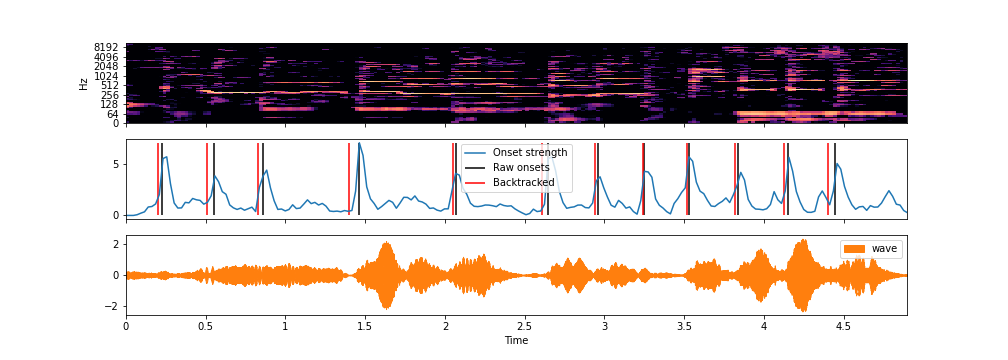 8192
4096
2048
1024
512
256
128
64
0
Hz
5
0
Onset strength
Raw onsets
Backtracked
2
0
−2
wave
0 0.5 1 1.5 2 2.5 3 3.5 4 4.5
Time